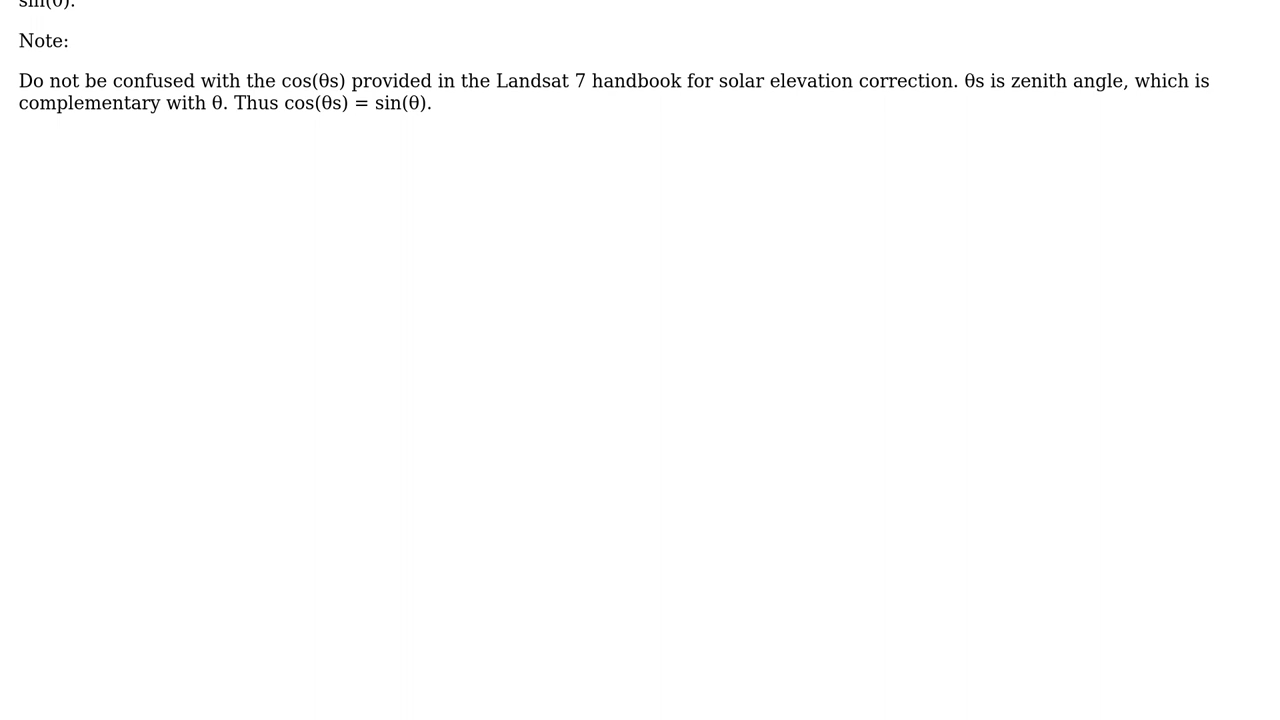 sin(θ).
Note:
Do not be confused with the cos(θs) provided in the Landsat 7 handbook for solar elevation correction. θs is zenith angle, which is
complementary with θ. Thus cos(θs) = sin(θ).